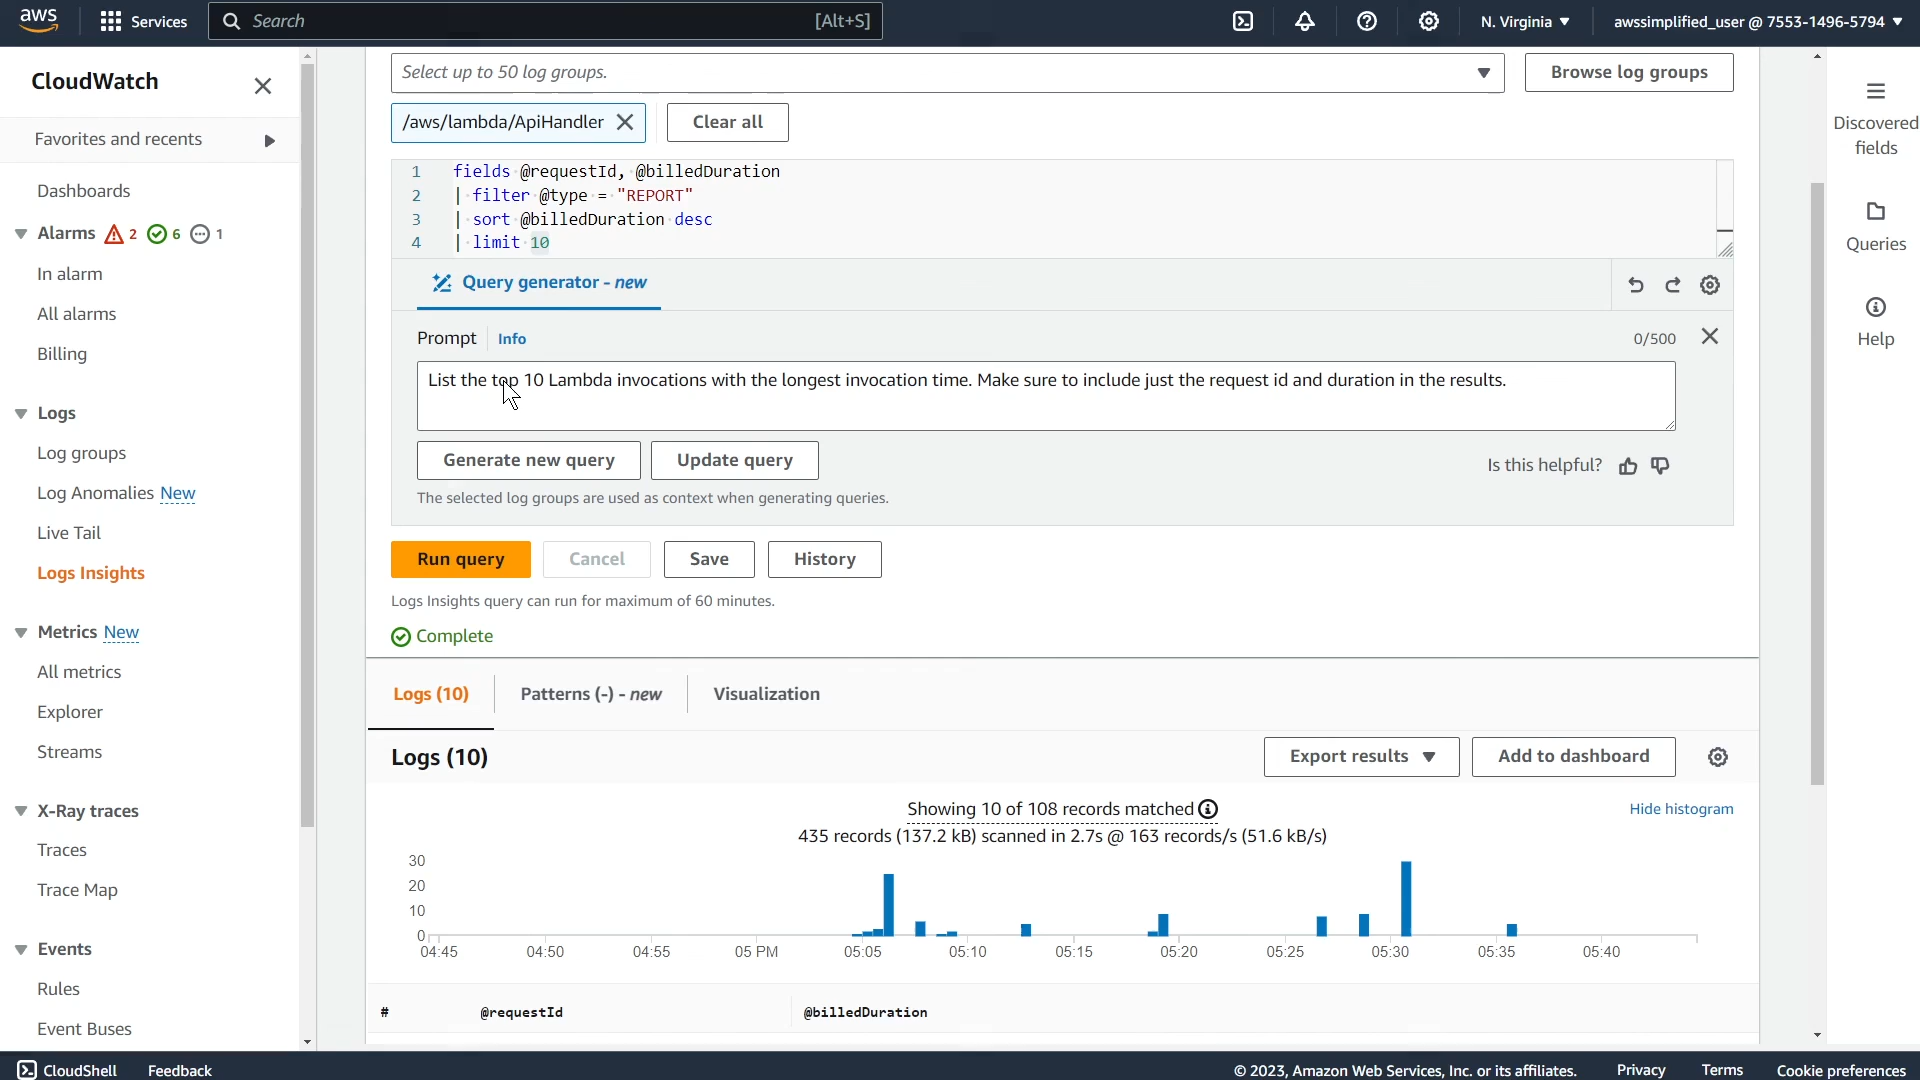 aws
Services
Search
[Alt+S]
N. Virginia
awssimplified_user @ 7553-1496-5794
CloudWatch
Favorites and recents
Dashboards
Alarms 2 6 1
In alarm
All alarms
Billing
Logs
Log groups
Log Anomalies New
Live Tail
Logs Insights
Metrics New
All metrics
Explorer
Streams
X-Ray traces
Traces
Trace Map
Events
Rules
Event Buses
Select up to 50 log groups.
Browse log groups
/aws/lambda/ApiHandler
Clear all
1 fields @requestId, @billedDuration
2 | filter @type = "REPORT"
3 | sort @billedDuration desc
4 | limit 10
Query generator - new
Prompt
Info
0/500
List the top 10 Lambda invocations with the longest invocation time. Make sure to include just the request id and duration in the results.
Generate new query
Update query
Is this helpful?
The selected log groups are used as context when generating queries.
Run query
Cancel
Save
History
Logs Insights query can run for maximum of 60 minutes.
Complete
Logs (10)
Patterns (-) - new
Visualization
Logs (10)
Export results
Add to dashboard
Showing 10 of 108 records matched
Hide histogram
435 records (137.2 kB) scanned in 2.7s @ 163 records/s (51.6 kB/s)
30
20
10
0
04:45 04:50 04:55 05 PM 05:05 05:10 05:15 05:20 05:25 05:30 05:35 05:40
# @requestId @billedDuration
Discovered
fields
Queries
Help
CloudShell
Feedback
© 2023, Amazon Web Services, Inc. or its affiliates.
Privacy
Terms
Cookie preferences